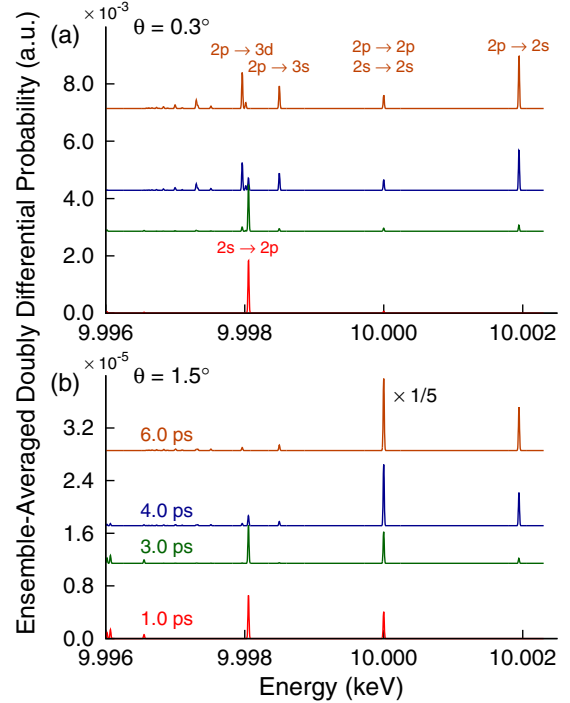 × 10⁻³
(a) θ = 0.3°
2p → 3d
2p → 3s
2p → 2p
2s → 2s
2p → 2s
8.0
6.0
4.0
2.0
2s → 2p
0.0
9.996 9.998 10.000 10.002
× 10⁻⁵
(b) θ = 1.5°
× 1/5
3.2
6.0 ps
2.4
4.0 ps
1.6
3.0 ps
0.8
1.0 ps
0.0
9.996 9.998 10.000 10.002
Energy (keV)
Ensemble-Averaged Doubly Differential Probability (a.u.)